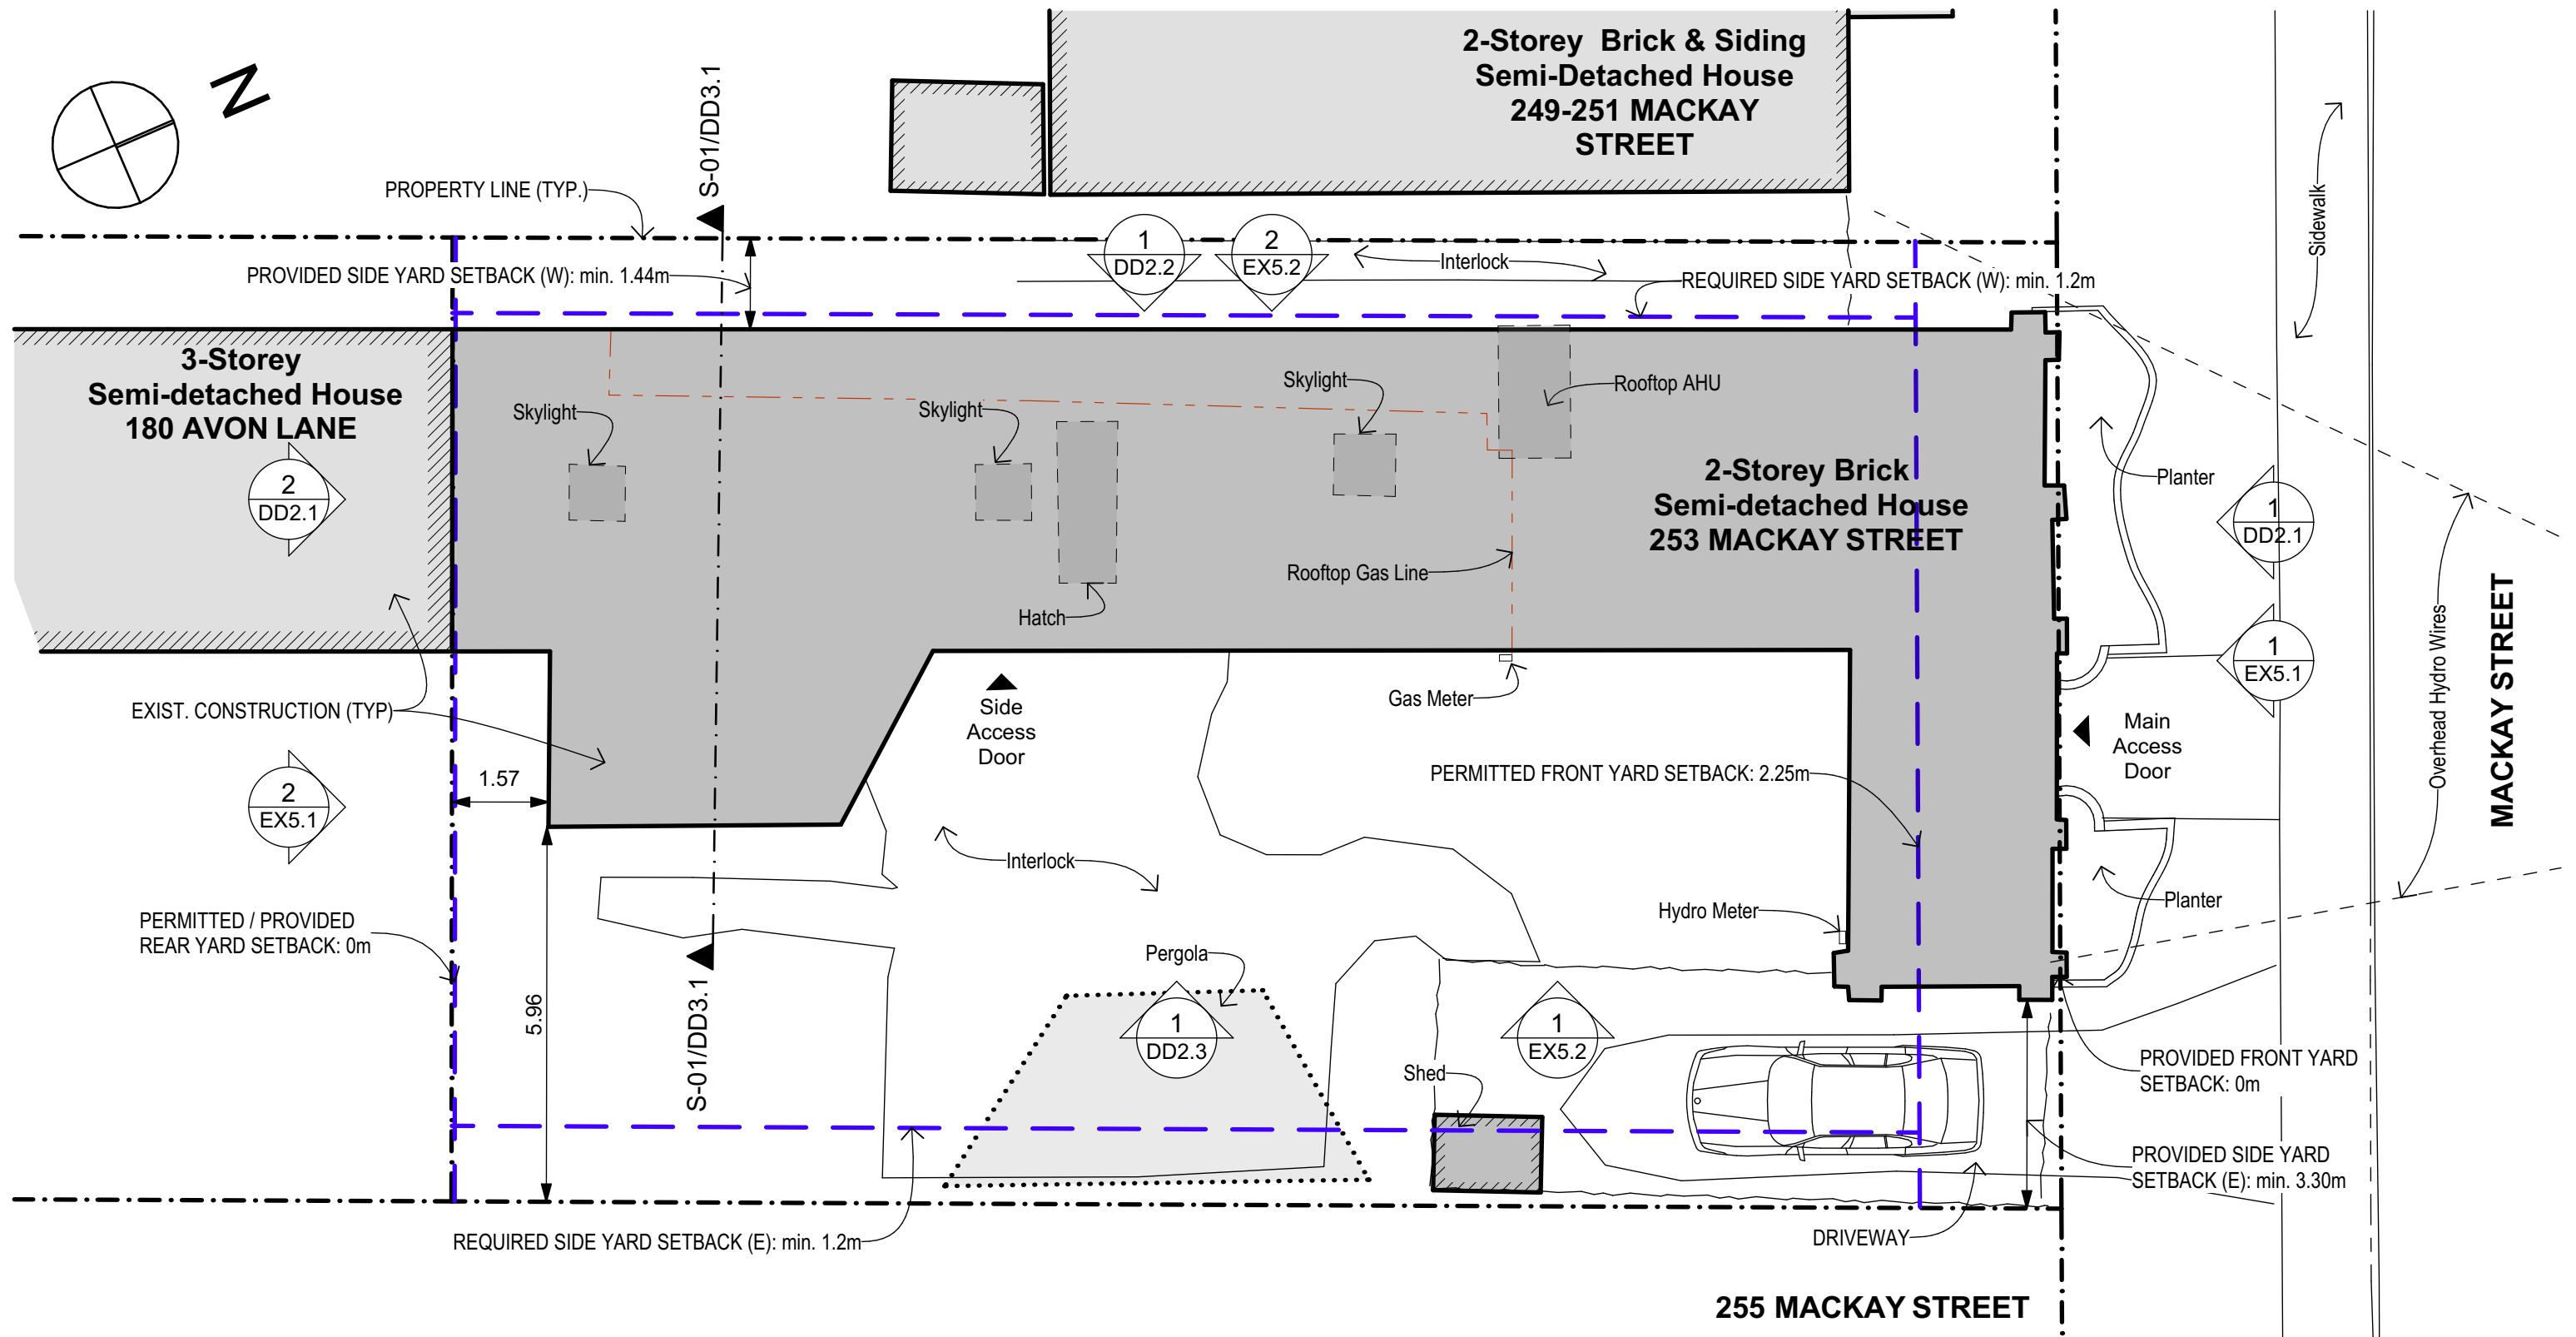 N
2-Storey  Brick & Siding
Semi-Detached House
249-251 MACKAY
STREET
S-01/DD3.1
PROPERTY LINE (TYP.)
Sidewalk
1
DD2.2
2
EX5.2
Interlock
PROVIDED SIDE YARD SETBACK (W): min. 1.44m
REQUIRED SIDE YARD SETBACK (W): min. 1.2m
3-Storey
Semi-detached House
180 AVON LANE
Skylight
Skylight
Skylight
Rooftop AHU
2-Storey Brick
Semi-detached House
253 MACKAY STREET
Planter
2
DD2.1
1
DD2.1
Rooftop Gas Line
Hatch
1
EX5.1
Overhead Hydro Wires
MACKAY STREET
EXIST. CONSTRUCTION (TYP)
Side
Access
Door
Gas Meter
Main
Access
Door
1.57
PERMITTED FRONT YARD SETBACK: 2.25m
2
EX5.1
Interlock
PERMITTED / PROVIDED
REAR YARD SETBACK: 0m
Hydro Meter
Planter
Pergola
5.96
S-01/DD3.1
1
DD2.3
1
EX5.2
Shed
PROVIDED FRONT YARD
SETBACK: 0m
PROVIDED SIDE YARD
SETBACK (E): min. 3.30m
REQUIRED SIDE YARD SETBACK (E): min. 1.2m
DRIVEWAY
255 MACKAY STREET